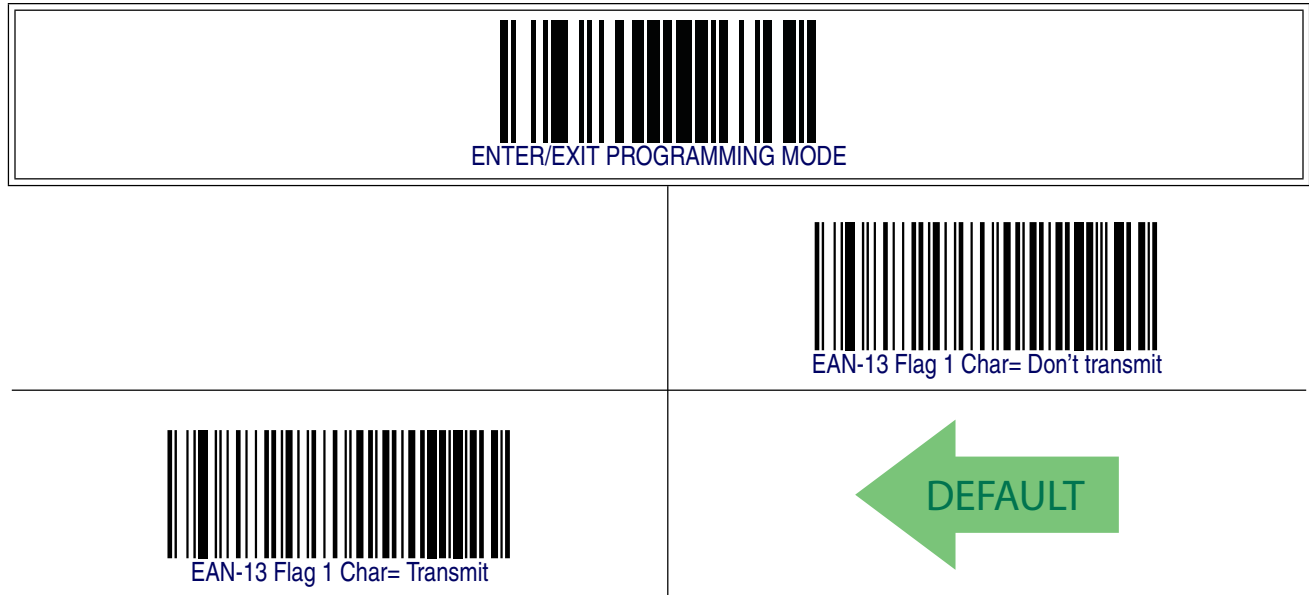 ENTER/EXIT PROGRAMMING MODE
EAN-13 Flag 1 Char= Don't transmit
EAN-13 Flag 1 Char= Transmit
DEFAULT